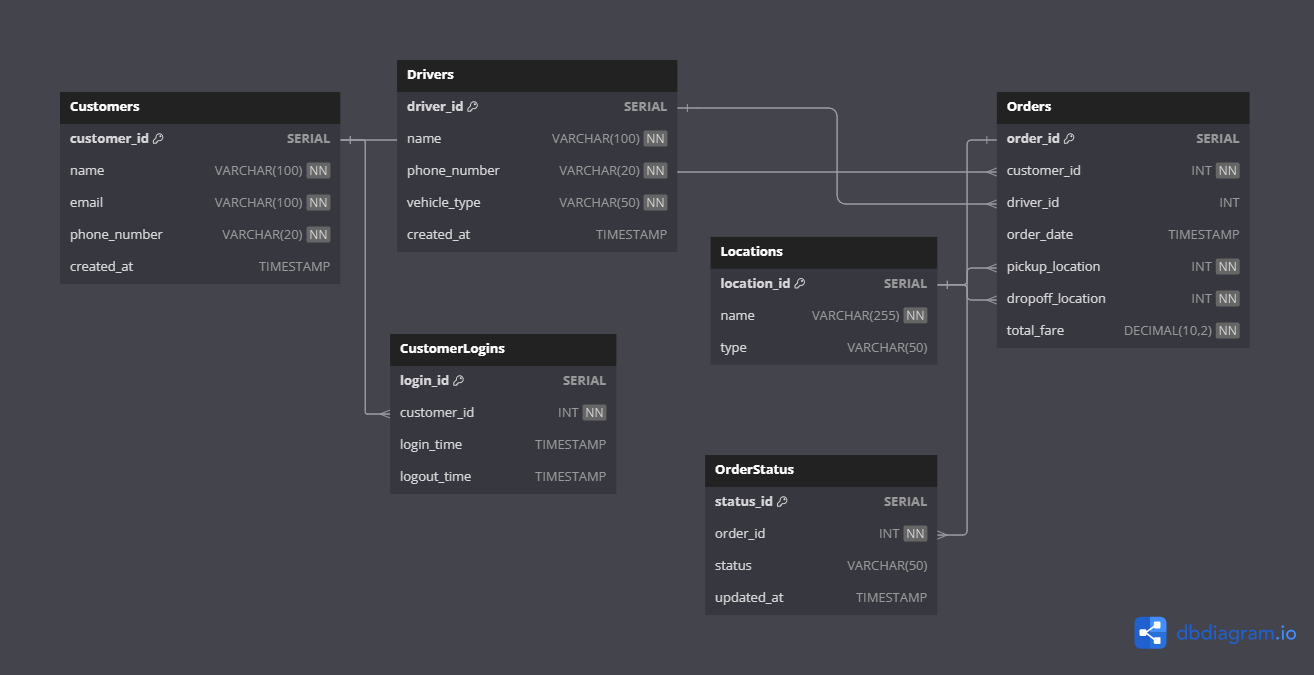 Customers
customer_id SERIAL
name VARCHAR(100) NN
email VARCHAR(100) NN
phone_number VARCHAR(20) NN
created_at TIMESTAMP
Drivers
driver_id SERIAL
name VARCHAR(100) NN
phone_number VARCHAR(20) NN
vehicle_type VARCHAR(50) NN
created_at TIMESTAMP
Orders
order_id SERIAL
customer_id INT NN
driver_id INT
order_date TIMESTAMP
pickup_location INT NN
dropoff_location INT NN
total_fare DECIMAL(10,2) NN
Locations
location_id SERIAL
name VARCHAR(255) NN
type VARCHAR(50)
CustomerLogins
login_id SERIAL
customer_id INT NN
login_time TIMESTAMP
logout_time TIMESTAMP
OrderStatus
status_id SERIAL
order_id INT NN
status VARCHAR(50)
updated_at TIMESTAMP
dbdiagram.io